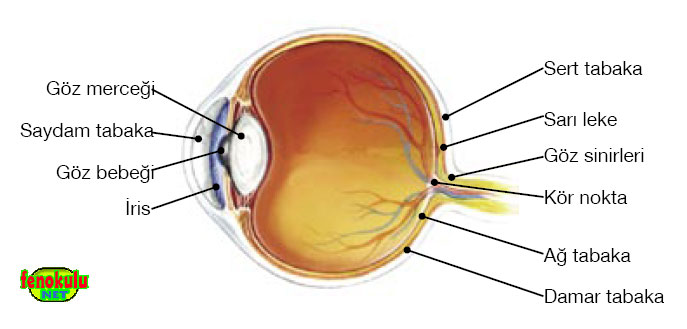 Göz merceği
Saydam tabaka
Göz bebeği
İris
Sert tabaka
Sarı leke
Göz sinirleri
Kör nokta
Ağ tabaka
Damar tabaka
fenokulu
NET